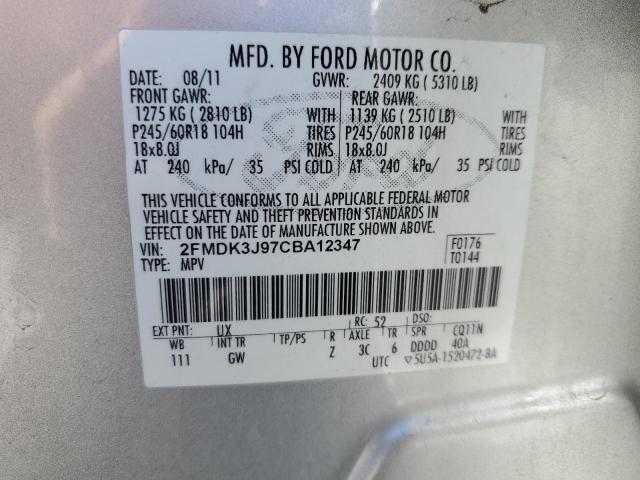 MFD. BY FORD MOTOR CO.
DATE: 08/11 GVWR: 2409 KG ( 5310 LB)
FRONT GAWR: REAR GAWR:
1275 KG ( 2810 LB) WITH 1139 KG ( 2510 LB) WITH
P245/60R18 104H TIRES P245/60R18 104H TIRES
18x8.0J RIMS 18x8.0J RIMS
AT 240 kPa/ 35 PSI COLD AT 240 kPa/ 35 PSI COLD
THIS VEHICLE CONFORMS TO ALL APPLICABLE FEDERAL MOTOR
VEHICLE SAFETY AND THEFT PREVENTION STANDARDS IN
EFFECT ON THE DATE OF MANUFACTURE SHOWN ABOVE.
VIN: 2FMDK3J97CBA12347 F0176
TYPE: MPV T0144
EXT PNT: UX RC: 52 DSO:
WB INT TR TP/PS R AXLE TR SPR CQ11N
111 GW Z 3C 6 DDDD 40A
UTC ▽5U5A-1520472-BA